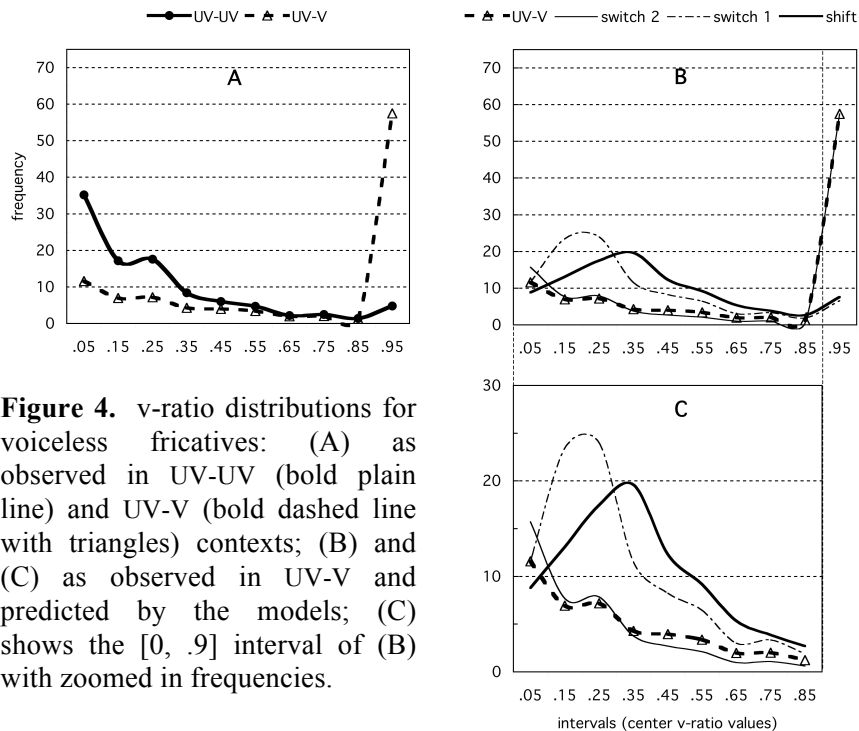 UV-UV UV-V
A
frequency
70
60
50
40
30
20
10
0
.05 .15 .25 .35 .45 .55 .65 .75 .85 .95
UV-V switch 2 switch 1 shift
B
70
60
50
40
30
20
10
0
.05 .15 .25 .35 .45 .55 .65 .75 .85 .95
Figure 4. v-ratio distributions for
voiceless fricatives: (A) as
observed in UV-UV (bold plain
line) and UV-V (bold dashed line
with triangles) contexts; (B) and
(C) as observed in UV-V and
predicted by the models; (C)
shows the [0, .9] interval of (B)
with zoomed in frequencies.
C
30
20
10
0
.05 .15 .25 .35 .45 .55 .65 .75 .85
intervals (center v-ratio values)